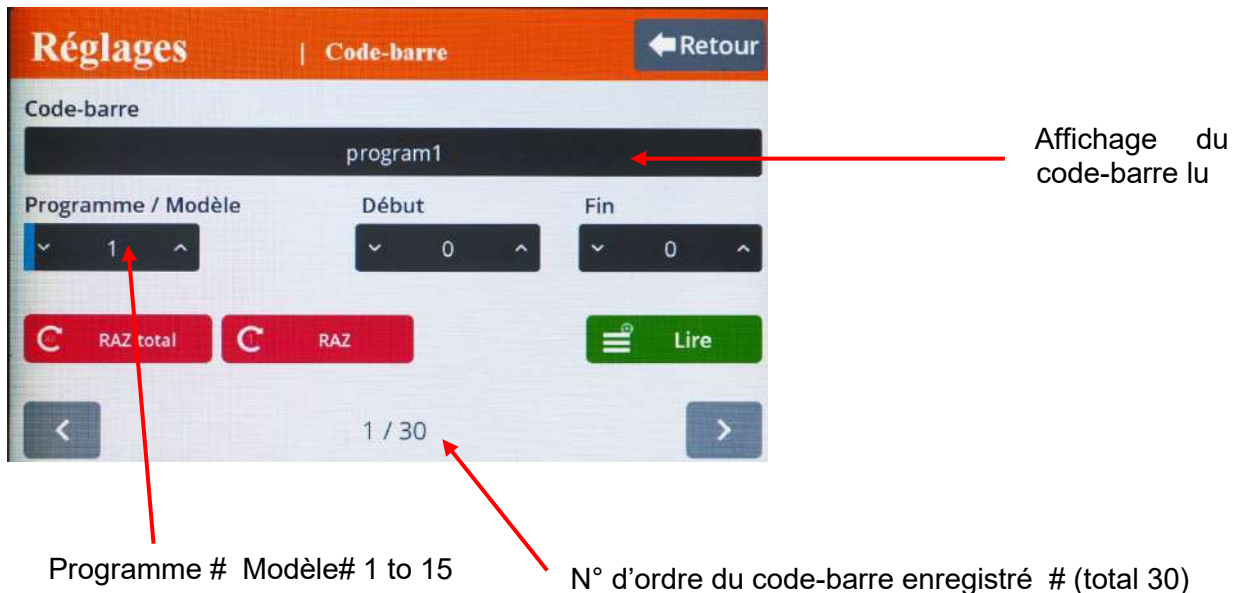 Réglages | Code-barre Retour
Code-barre
program1
Affichage du
code-barre lu
Programme / Modèle Début Fin
1 0 0
RAZ total RAZ Lire
1 / 30
Programme # Modèle# 1 to 15
N° d'ordre du code-barre enregistré # (total 30)